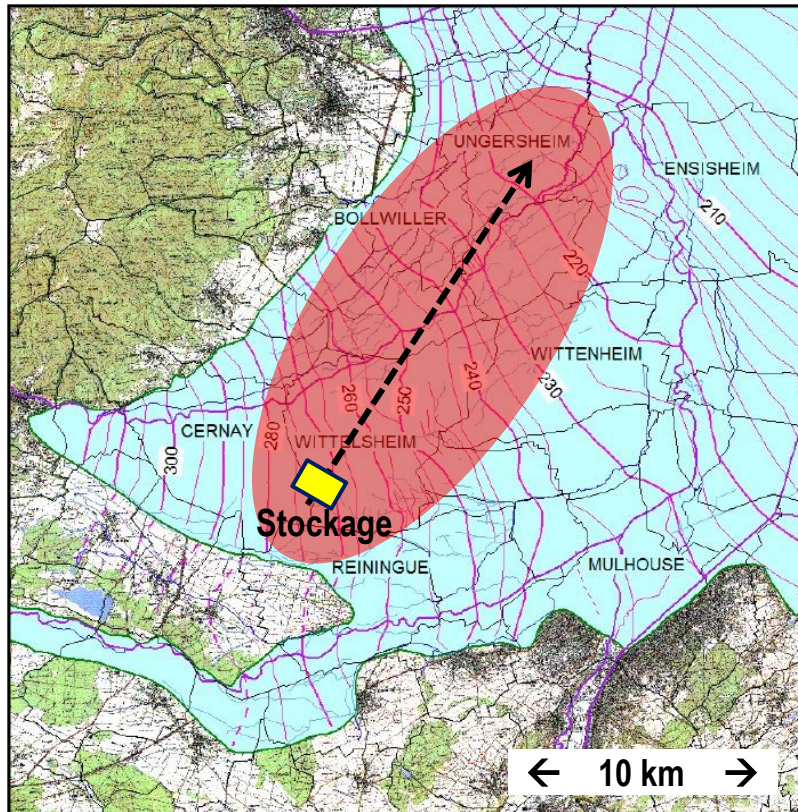 UNGERSHEIM
ENSISHEIM
210
BOLLWILLER
220
WITTENHEIM
230
240
250
260
CERNAY
280
WITTELSHEIM
300
Stockage
REININGUE
MULHOUSE
← 10 km →